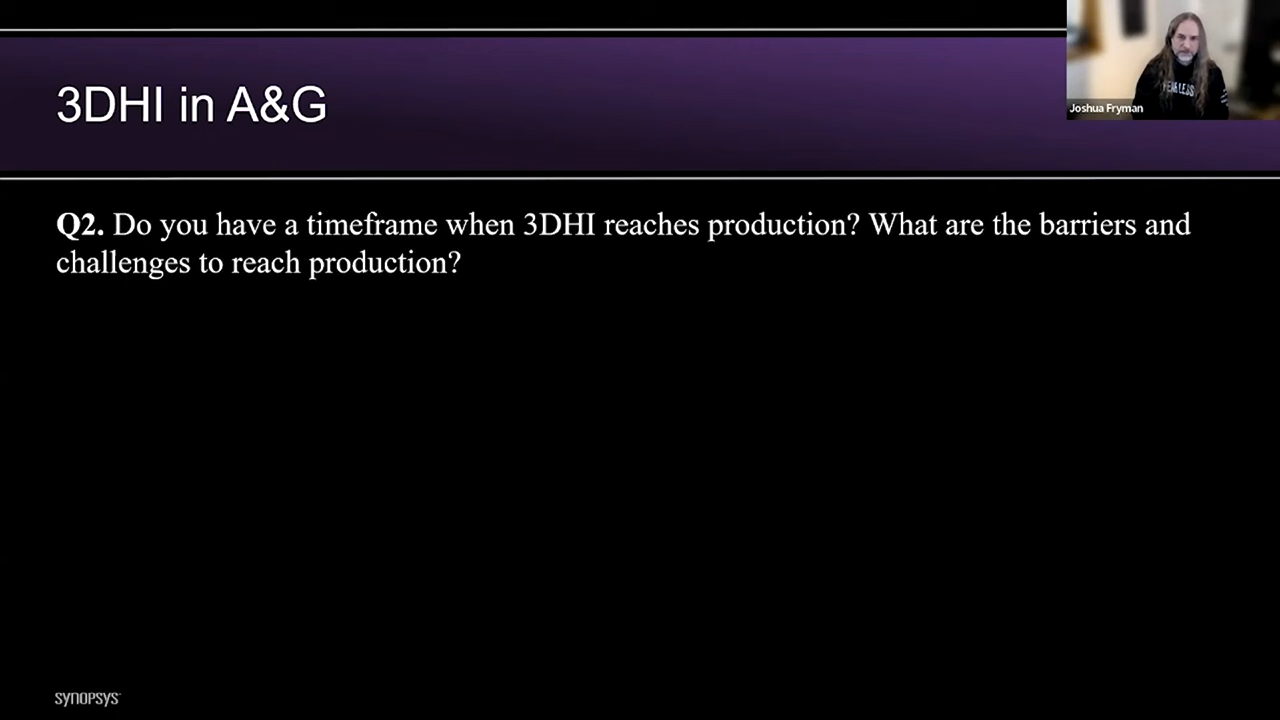 3DHI in A&G
Joshua Fryman
Q2. Do you have a timeframe when 3DHI reaches production? What are the barriers and
challenges to reach production?
SYNOPSYS